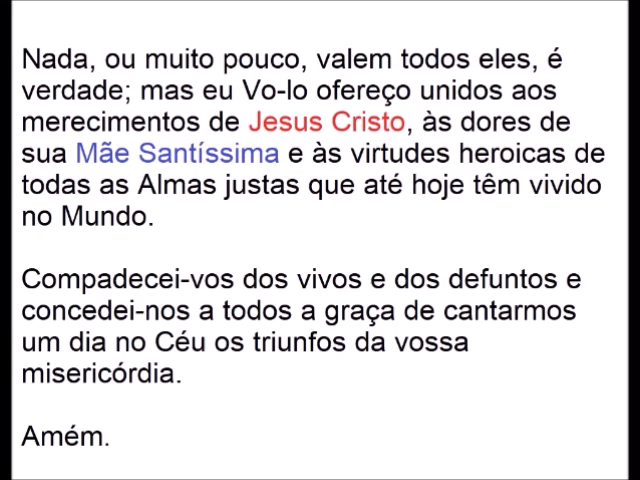 Nada, ou muito pouco, valem todos eles, é
verdade; mas eu Vo-lo ofereço unidos aos
merecimentos de Jesus Cristo, às dores de
sua Mãe Santíssima e às virtudes heroicas de
todas as Almas justas que até hoje têm vivido
no Mundo.
Compadecei-vos dos vivos e dos defuntos e
concedei-nos a todos a graça de cantarmos
um dia no Céu os triunfos da vossa
misericórdia.
Amém.